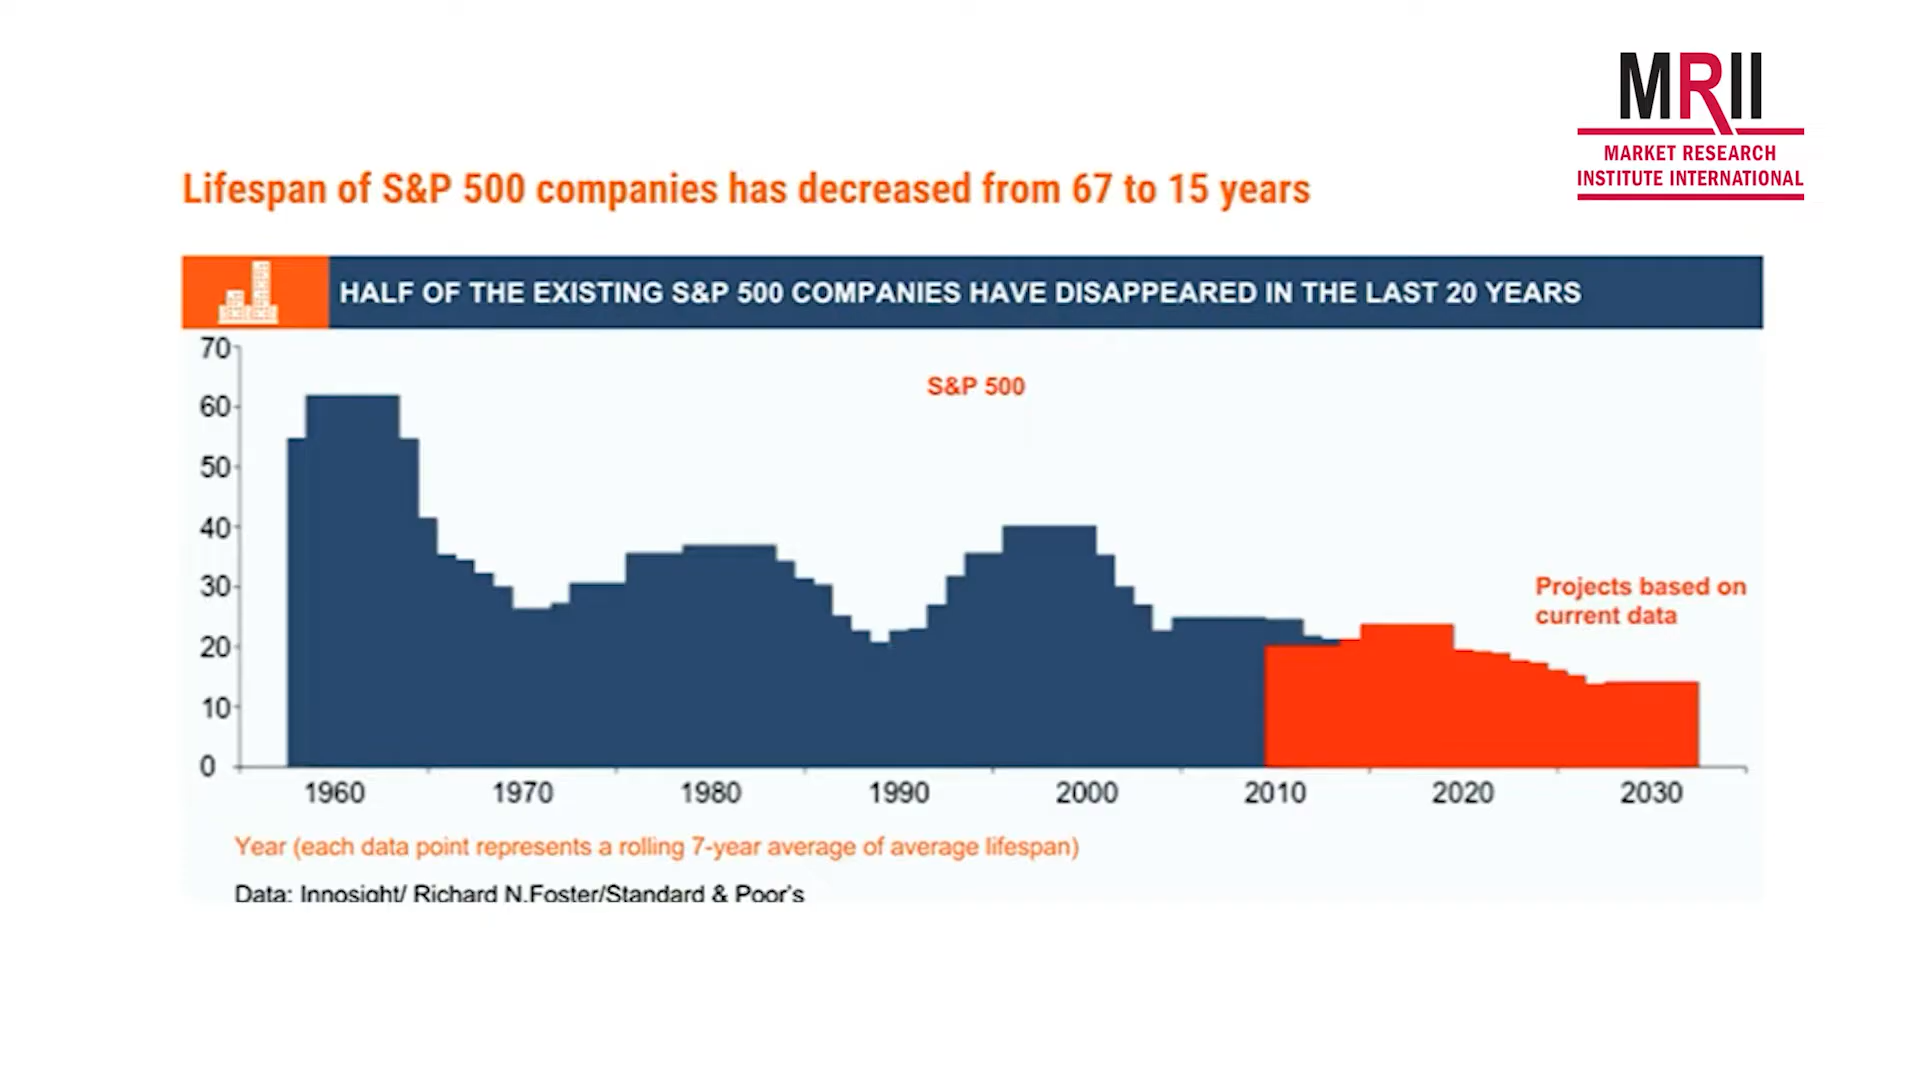 MRII
MARKET RESEARCH
INSTITUTE INTERNATIONAL
Lifespan of S&P 500 companies has decreased from 67 to 15 years
HALF OF THE EXISTING S&P 500 COMPANIES HAVE DISAPPEARED IN THE LAST 20 YEARS
70
60
50
40
30
20
10
0
S&P 500
Projects based on
current data
1960 1970 1980 1990 2000 2010 2020 2030
Year (each data point represents a rolling 7-year average of average lifespan)
Data: Innosight/ Richard N.Foster/Standard & Poor's